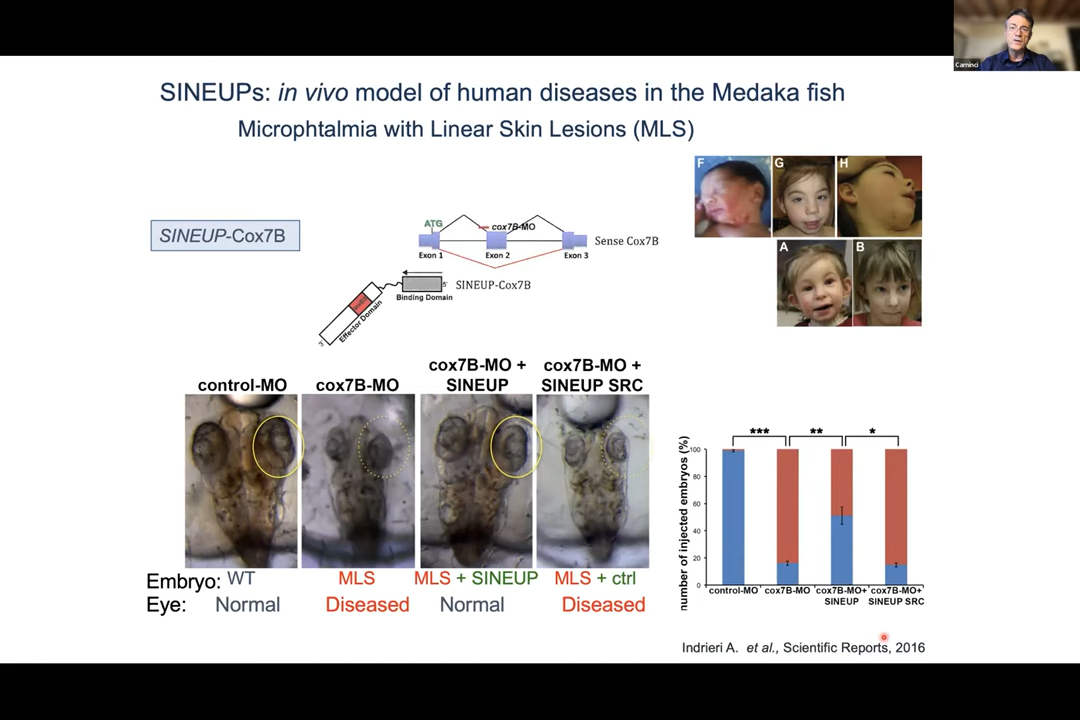 Caminci
SINEUPs: in vivo model of human diseases in the Medaka fish
Microphtalmia with Linear Skin Lesions (MLS)
SINEUP-Cox7B
ATG
cox7B-MO
Sense Cox7B
Exon 1
Exon 2
Exon 3
SINEUP-Cox7B
5'
Binding Domain
Effector Domain
3'
F
G
H
A
B
control-MO
cox7B-MO
cox7B-MO +
SINEUP
cox7B-MO +
SINEUP SRC
Embryo: WT MLS MLS + SINEUP MLS + ctrl
Eye: Normal Diseased Normal Diseased
number of injected embryos (%)
*** ** *
100
80
60
40
20
0
control-MO
cox7B-MO
cox7B-MO+
SINEUP
cox7B-MO+
SINEUP SRC
Indrieri A. et al., Scientific Reports, 2016